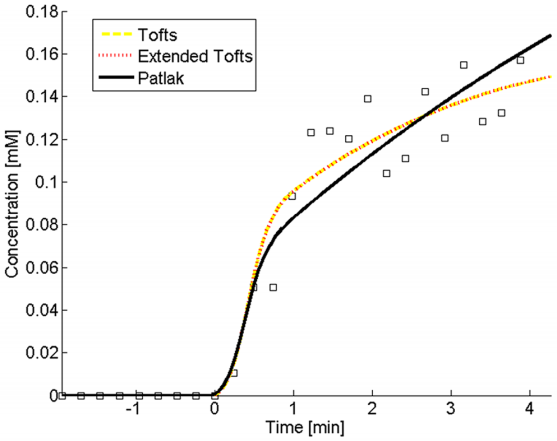 0.18
0.16
0.14
0.12
0.1
0.08
0.06
0.04
0.02
0
Concentration [mM]
Tofts
Extended Tofts
Patlak
-1 0 1 2 3 4
Time [min]